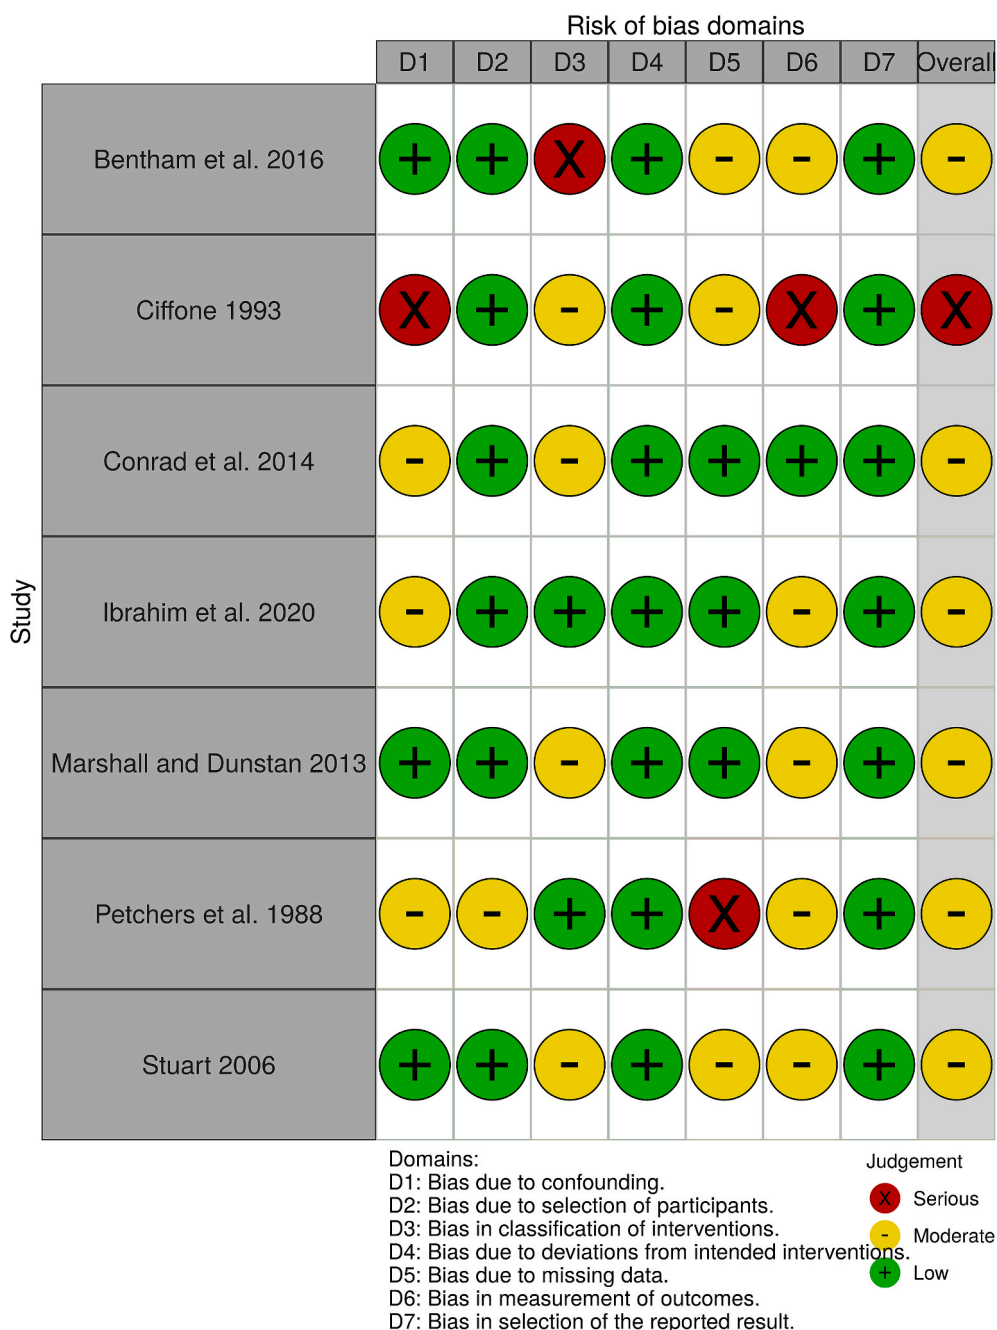 Risk of bias domains
D1 D2 D3 D4 D5 D6 D7 Overall
Study
Bentham et al. 2016 + + X + - - + -
Ciffone 1993 X + - + - X + X
Conrad et al. 2014 - + - + + + + -
Ibrahim et al. 2020 - + + + + - + -
Marshall and Dunstan 2013 + + - + + - + -
Petchers et al. 1988 - - + + X - + -
Stuart 2006 + + - + - - + -
Domains:
D1: Bias due to confounding.
D2: Bias due to selection of participants.
D3: Bias in classification of interventions.
D4: Bias due to deviations from intended interventions.
D5: Bias due to missing data.
D6: Bias in measurement of outcomes.
D7: Bias in selection of the reported result.
Judgement
X Serious
- Moderate
+ Low